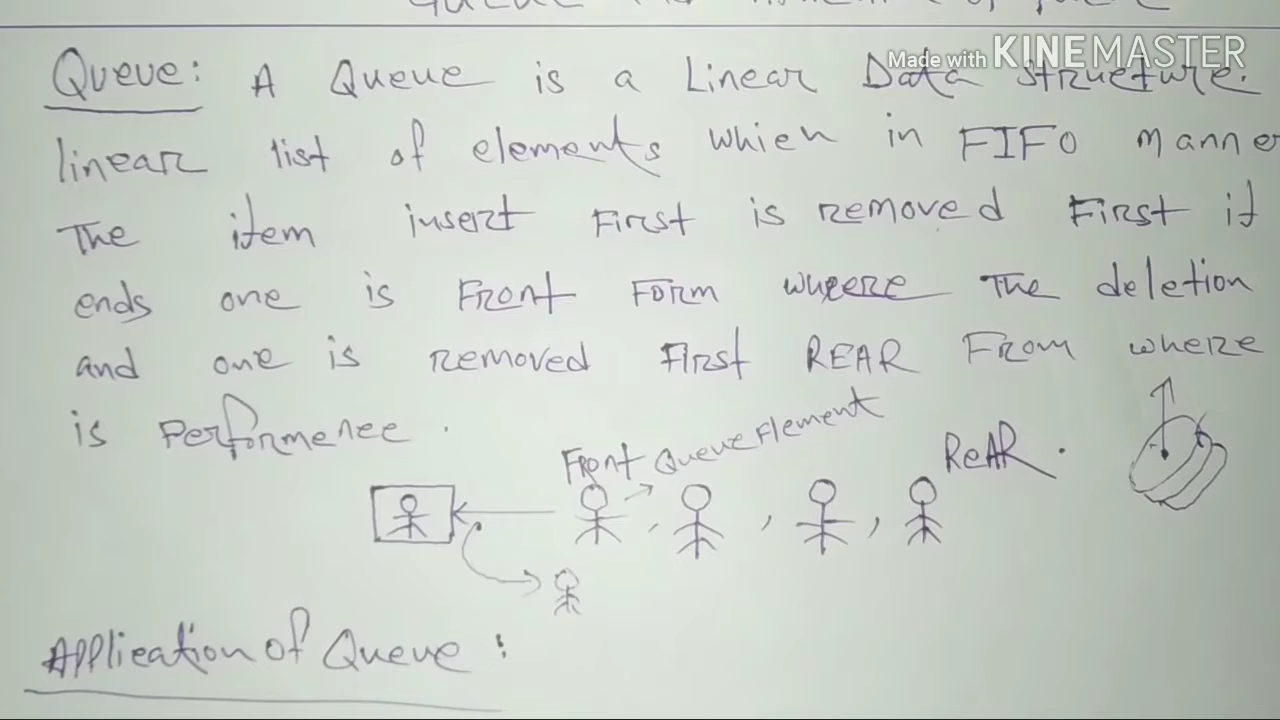 Made with KINEMASTER
Queue: A Queue is a Linear Data structure.
linear list of elements which in FIFO manne
The item insert First is removed First it
ends one is Front Form wheere The deletion
and one is removed First REAR From where
is Performence.
Front Queue Element
ReAR.
Application of Queue: